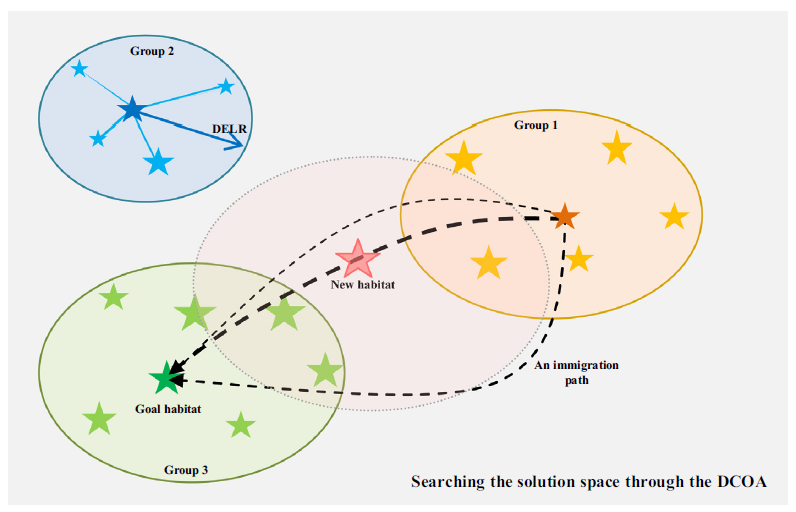 Group 2
DELR
Group 1
New habitat
An immigration
path
Goal habitat
Group 3
Searching the solution space through the DCOA